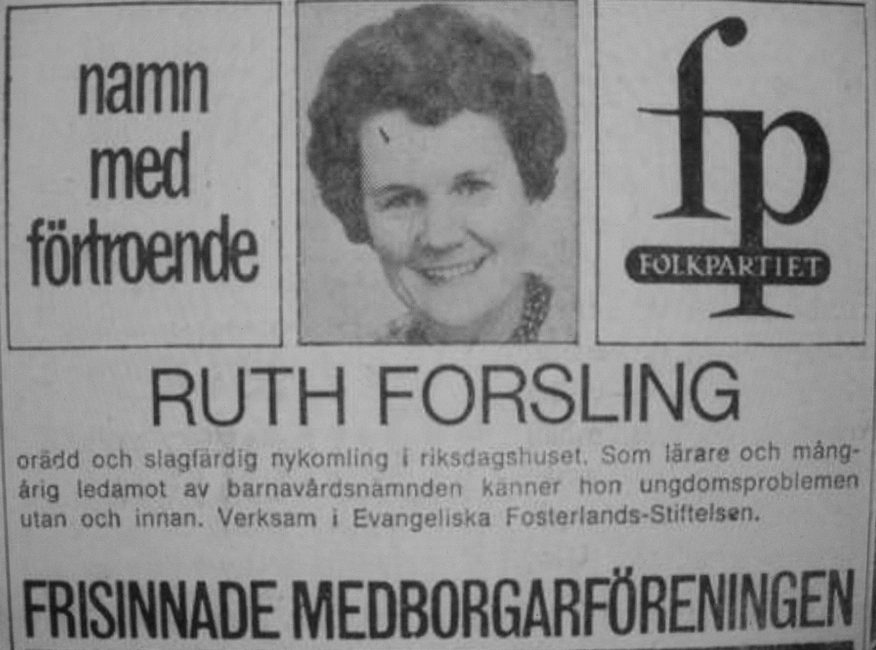 namn
med
förtroende
fp
FOLKPARTIET
RUTH FORSLING
orädd och slagfärdig nykomling i riksdagshuset. Som lärare och mång-
årig ledamot av barnavårdsnämnden känner hon ungdomsproblemen
utan och innan. Verksam i Evangeliska Fosterlands-Stiftelsen.
FRISINNADE MEDBORGARFÖRENINGEN